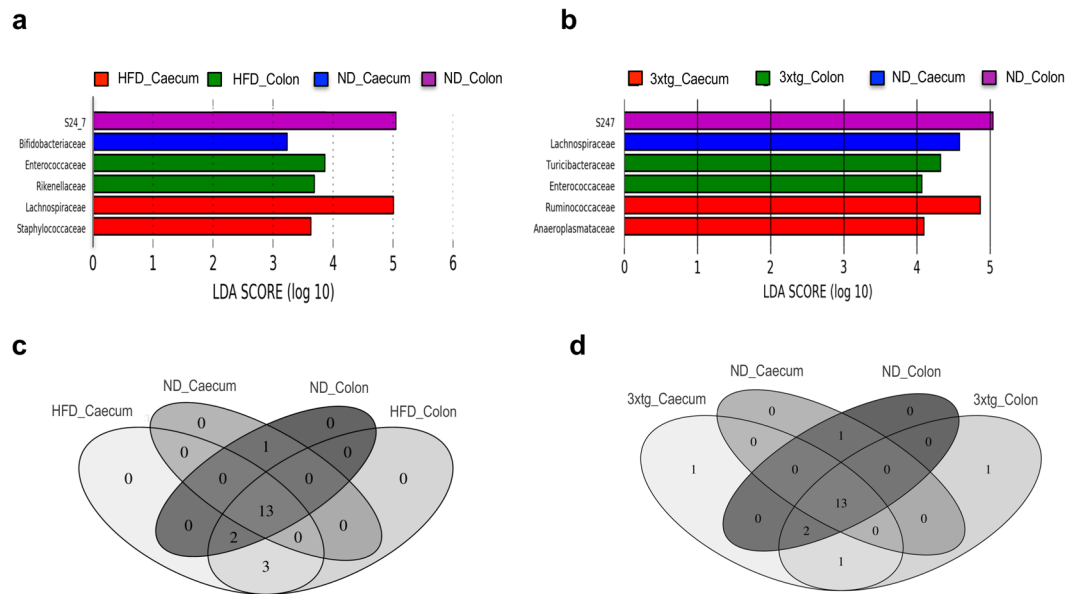 a
HFD_Caecum HFD_Colon ND_Caecum ND_Colon
S24_7
Bifidobacteriaceae
Enterococcaceae
Rikenellaceae
Lachnospiraceae
Staphylococcaceae
0 1 2 3 4 5 6
LDA SCORE (log 10)
b
3xtg_Caecum 3xtg_Colon ND_Caecum ND_Colon
S247
Lachnospiraceae
Turicibacteraceae
Enterococcaceae
Ruminococcaceae
Anaeroplasmataceae
0 1 2 3 4 5
LDA SCORE (log 10)
c
ND_Caecum ND_Colon
HFD_Caecum HFD_Colon
0 0
0 1 0
0 0 0 0
13
0 2 0 0
3
d
ND_Caecum ND_Colon
3xtg_Caecum 3xtg_Colon
0 0
0 1 0
1 0 0 1
13
0 2 0 0
1